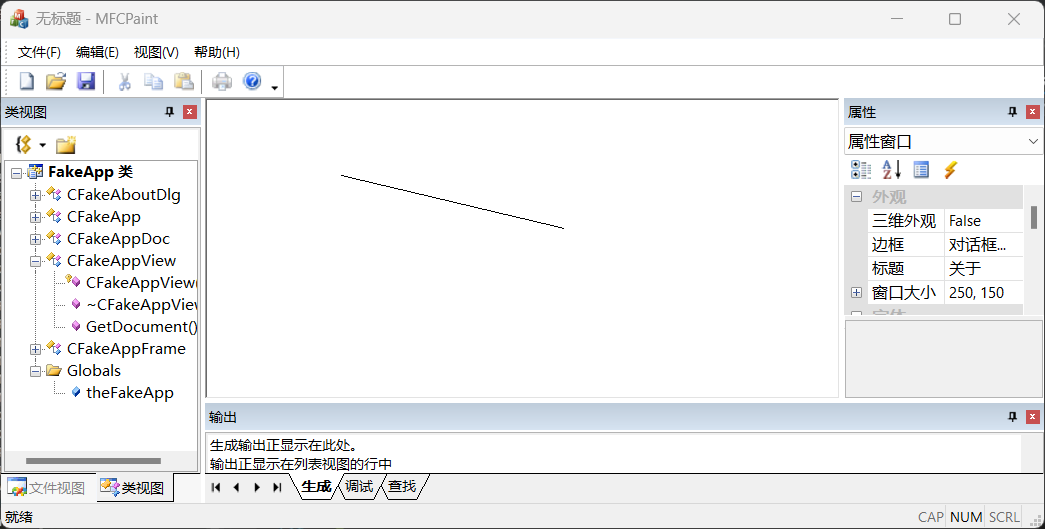 无标题 - MFCPaint
文件(F) 编辑(E) 视图(V) 帮助(H)
类视图
FakeApp 类
CFakeAboutDlg
CFakeApp
CFakeAppDoc
CFakeAppView
CFakeAppView(
~CFakeAppView
GetDocument()
CFakeAppFrame
Globals
theFakeApp
文件视图 类视图
属性
属性窗口
外观
三维外观 False
边框 对话框...
标题 关于
窗口大小 250, 150
字体
输出
生成输出正显示在此处。
输出正显示在列表视图的行中
生成 调试 查找
就绪
CAP NUM SCRL